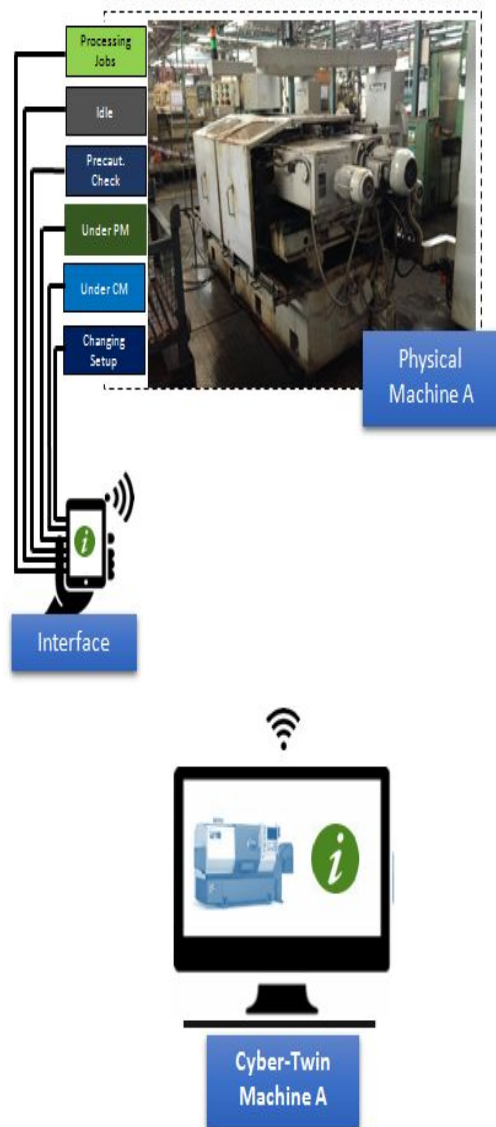 Processing
Jobs
Idle
Precaut.
Check
Under PM
Under CM
Changing
Setup
Physical
Machine A
i
Interface
i
Cyber-Twin
Machine A